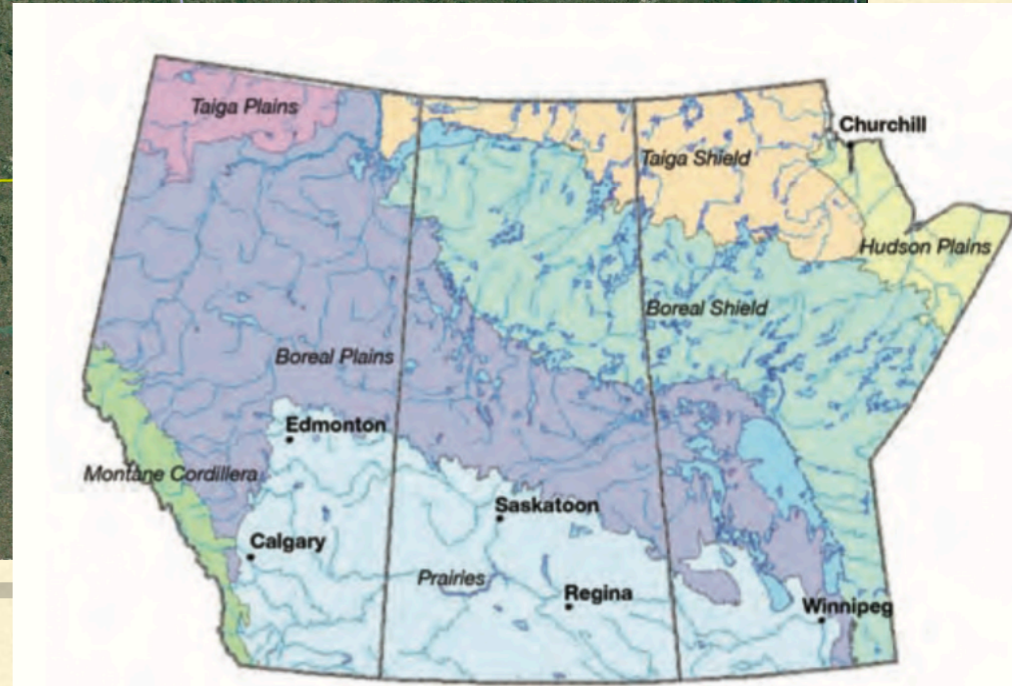 Taiga Plains
Churchill
Taiga Shield
Hudson Plains
Boreal Shield
Boreal Plains
Edmonton
Montane Cordillera
Saskatoon
Calgary
Prairies
Regina
Winnipeg